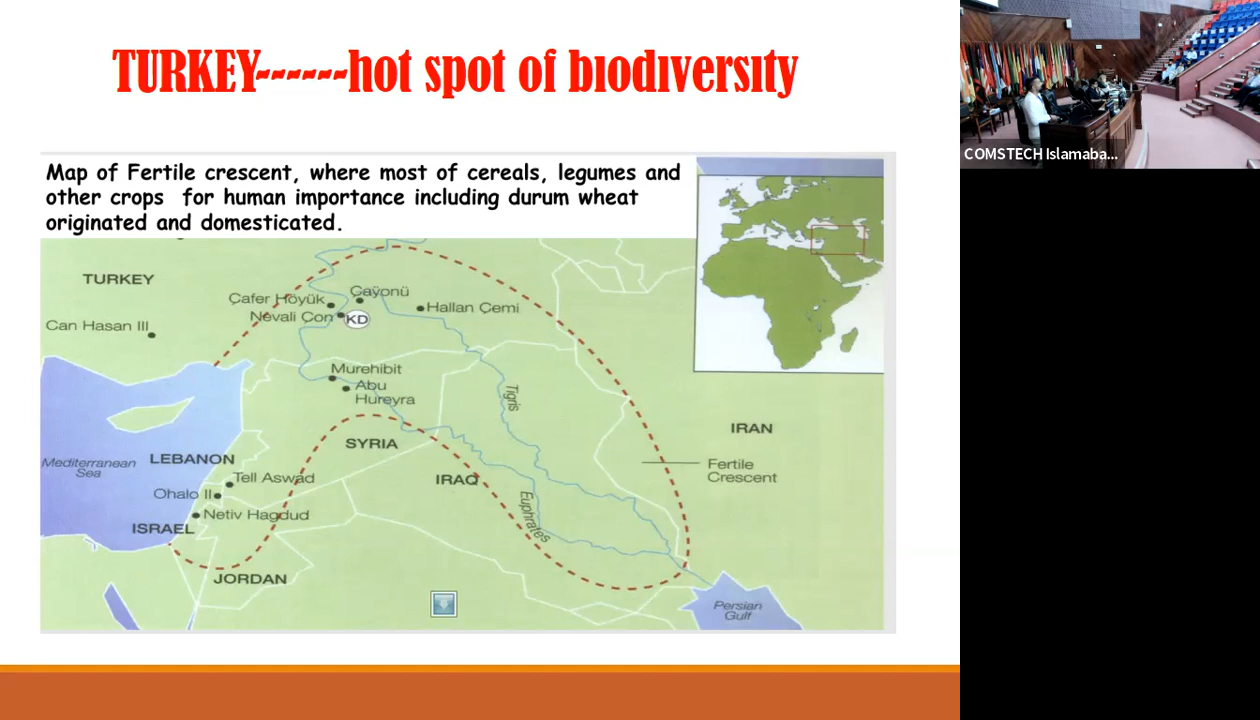 TURKEY------hot spot of bıodıversıty
Map of Fertile crescent, where most of cereals, legumes and
other crops for human importance including durum wheat
originated and domesticated.
TURKEY
Çafer Höyük
Çayonü
Nevali Çori
KD
Hallan Çemi
Can Hasan III
Murehibit
Abu
Hureyra
Tigris
SYRIA
IRAN
Mediterranean
Sea
LEBANON
Tell Aswad
IRAQ
Fertile
Crescent
Ohalo II
Netiv Hagdud
ISRAEL
Euphrates
JORDAN
Persian
Gulf
COMSTECH Islamaba...